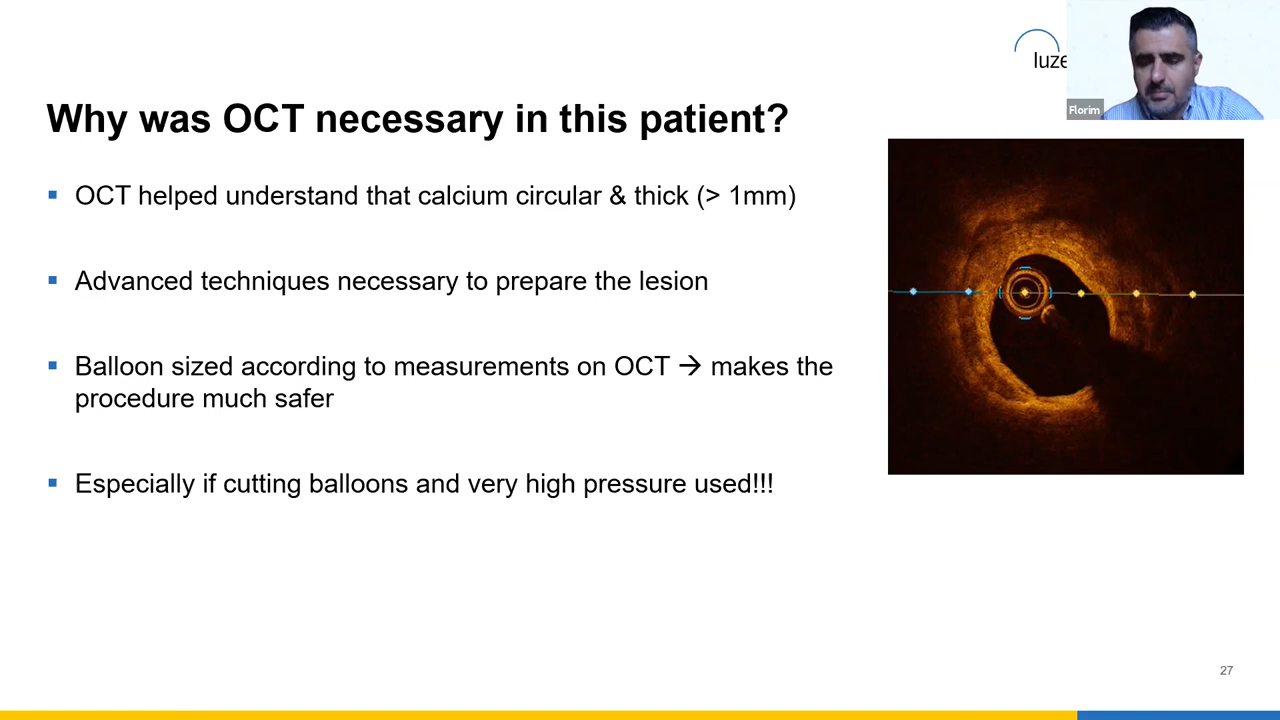 luze
Florim
Why was OCT necessary in this patient?
▪ OCT helped understand that calcium circular & thick (> 1mm)
▪ Advanced techniques necessary to prepare the lesion
▪ Balloon sized according to measurements on OCT → makes the
procedure much safer
▪ Especially if cutting balloons and very high pressure used!!!
27